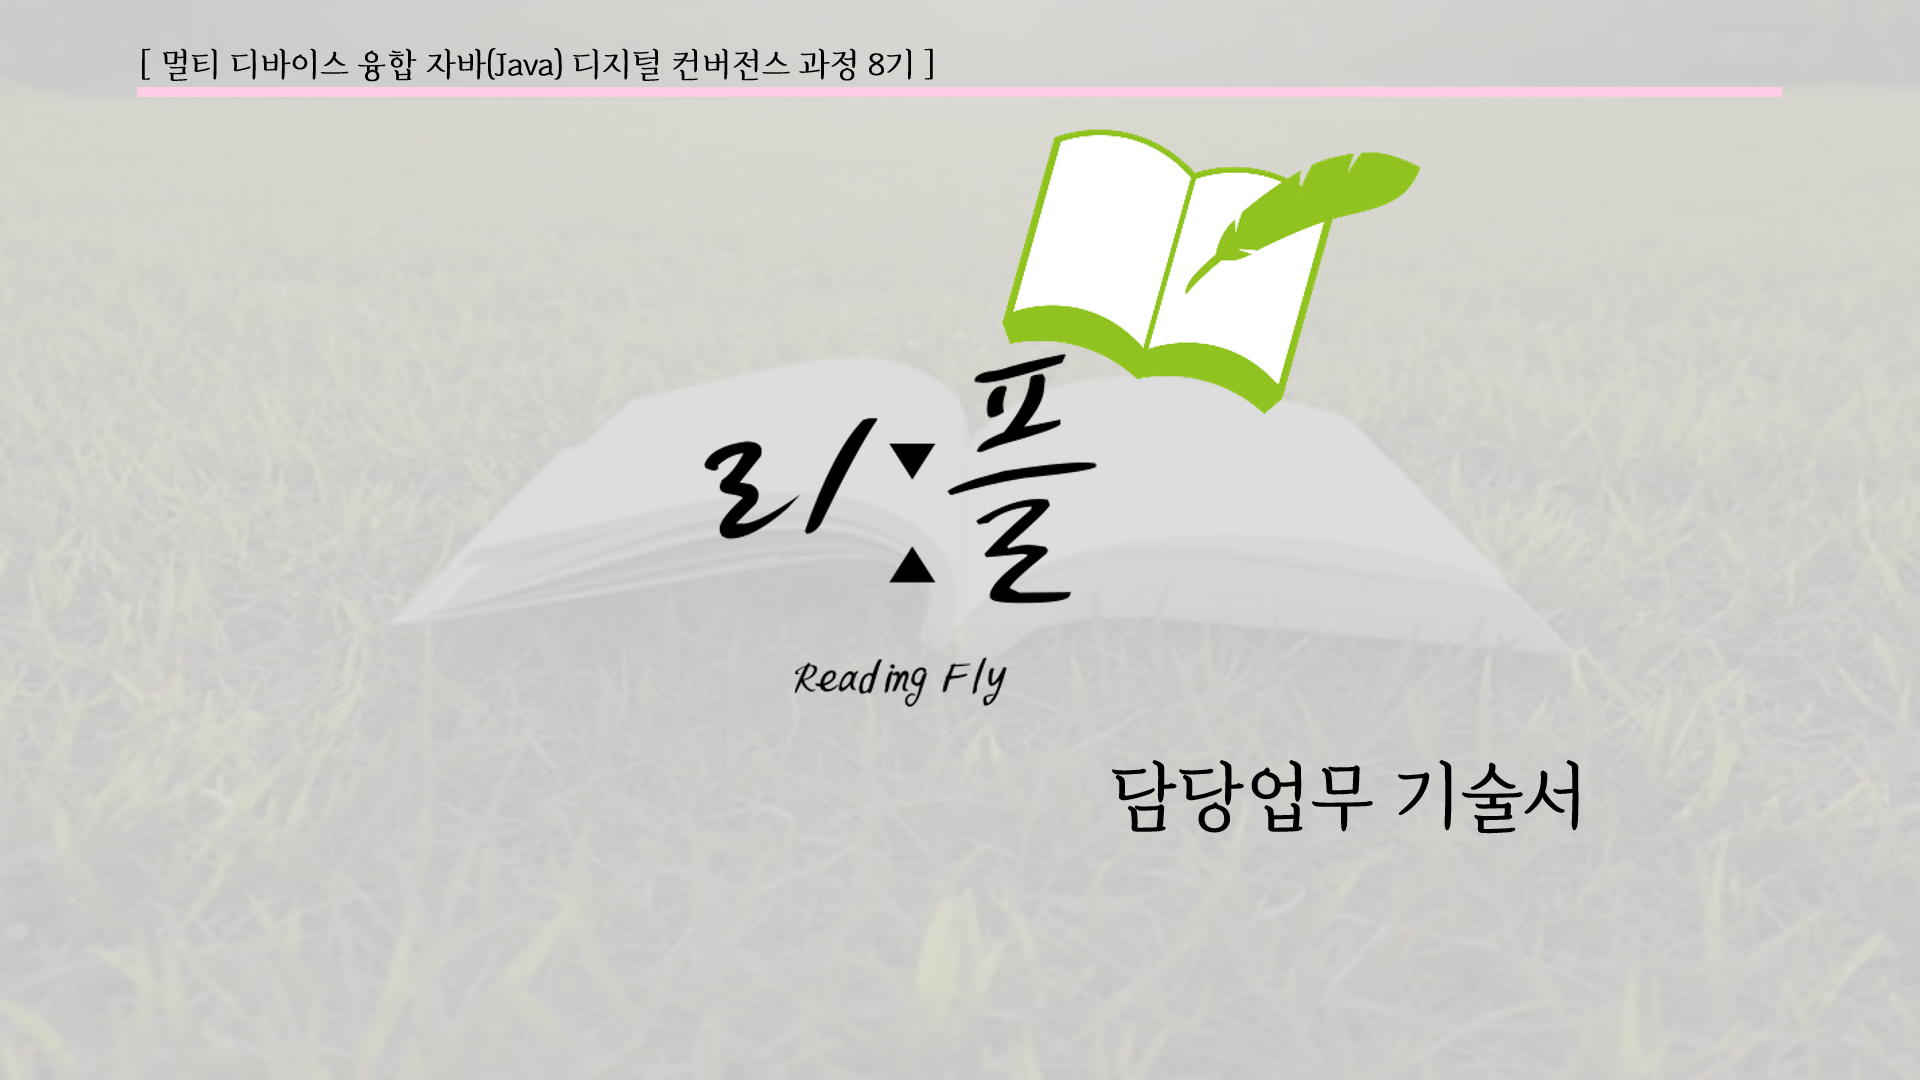 [ 멀티 디바이스 융합 자바(Java) 디지털 컨버전스 과정 8기 ]
리플
Reading Fly
담당업무 기술서